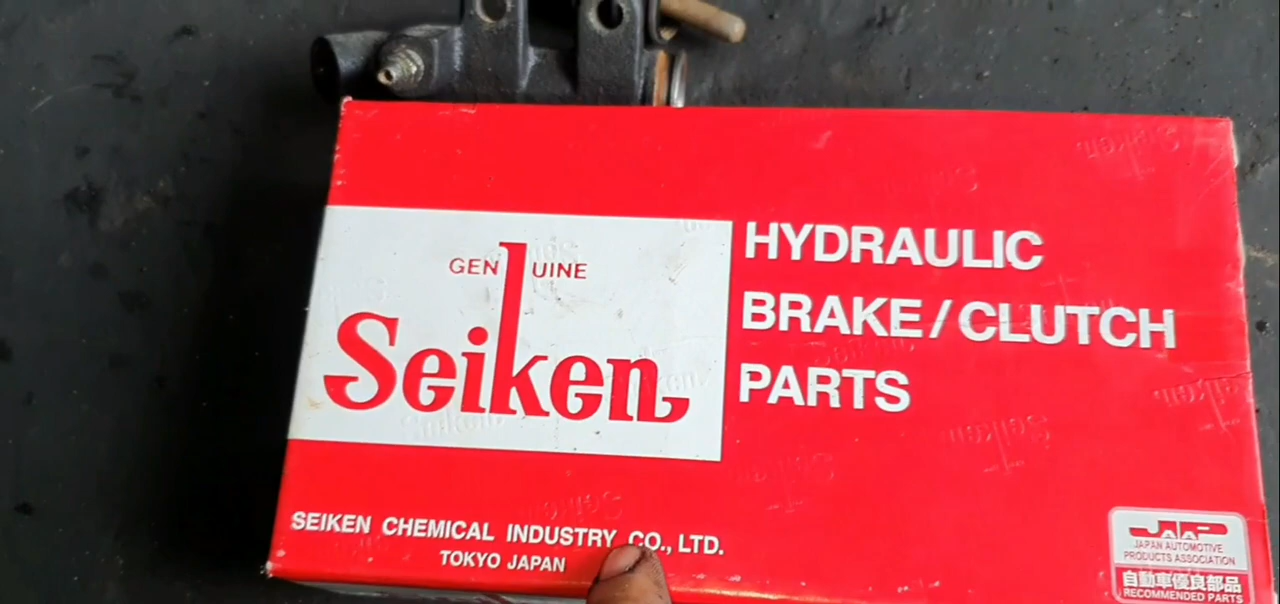 GENUINE
Seiken
HYDRAULIC
BRAKE/CLUTCH
PARTS
SEIKEN CHEMICAL INDUSTRY CO., LTD.
TOKYO JAPAN
JAP
JAPAN AUTOMOTIVE
PRODUCTS ASSOCIATION
自動車優良部品
RECOMMENDED PARTS